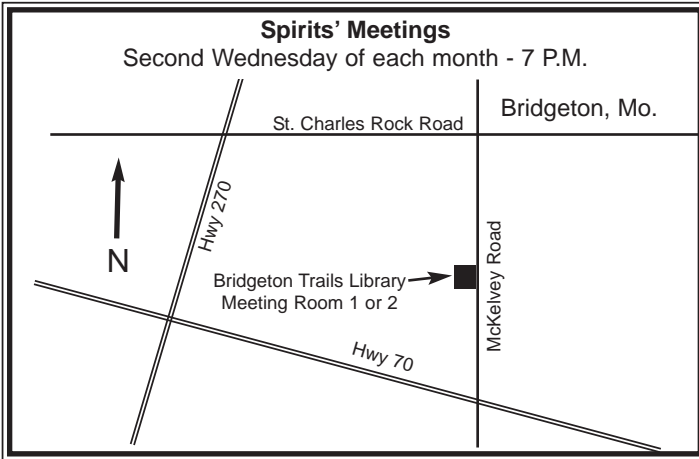 Spirits’ Meetings
Second Wednesday of each month - 7 P.M.
Bridgeton, Mo.
St. Charles Rock Road
Hwy 270
N
Bridgeton Trails Library
Meeting Room 1 or 2
McKelvey Road
Hwy 70